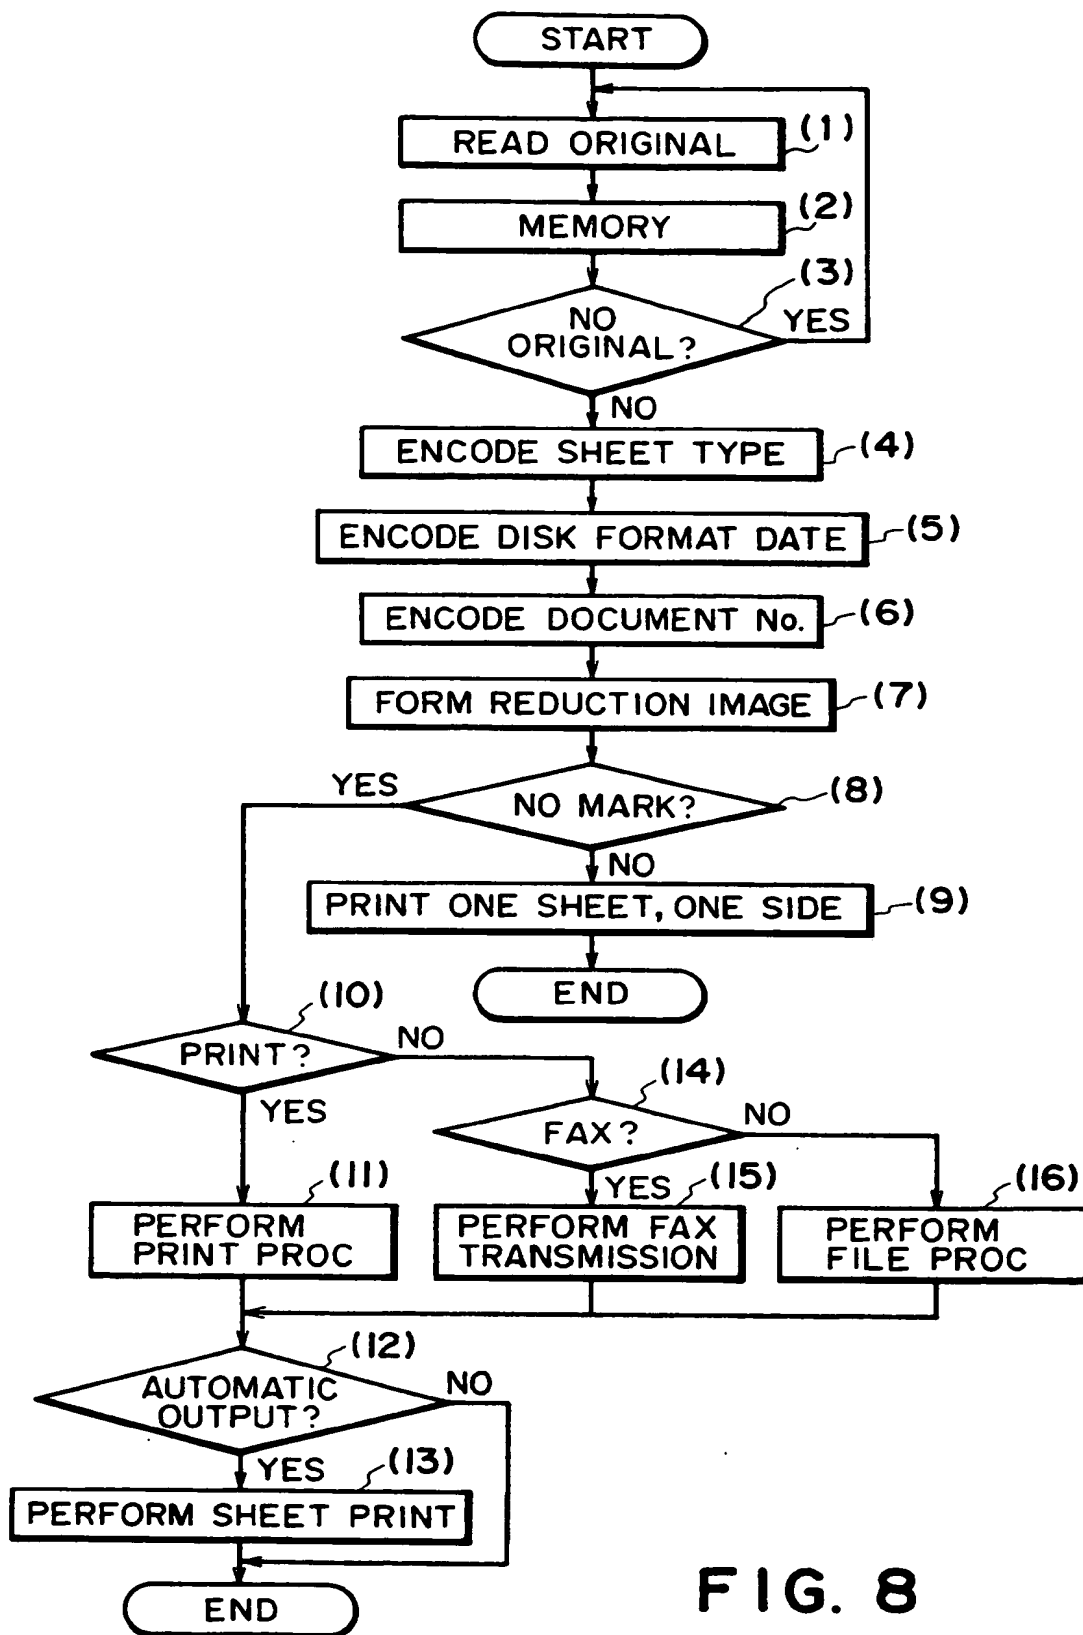 START
READ ORIGINAL
(1)
MEMORY
(2)
NO
ORIGINAL?
(3)
YES
NO
ENCODE SHEET TYPE
(4)
ENCODE DISK FORMAT DATE
(5)
ENCODE DOCUMENT No.
(6)
FORM REDUCTION IMAGE
(7)
NO MARK?
(8)
YES
NO
PRINT ONE SHEET, ONE SIDE
(9)
END
PRINT?
(10)
NO
YES
FAX?
(14)
NO
YES
PERFORM
PRINT PROC
(11)
PERFORM FAX
TRANSMISSION
(15)
PERFORM
FILE PROC
(16)
AUTOMATIC
OUTPUT?
(12)
NO
YES
PERFORM SHEET PRINT
(13)
END
FIG. 8